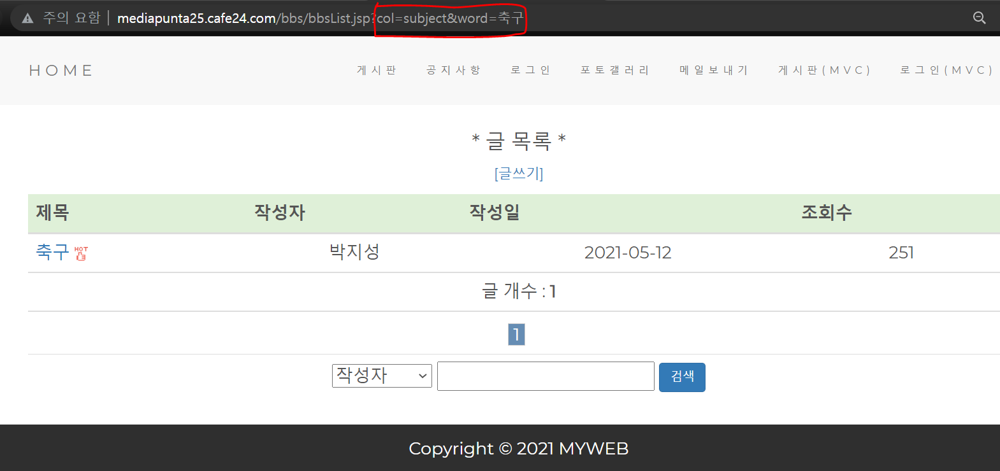 주의 요함 | mediapunta25.cafe24.com/bbs/bbsList.jsp?col=subject&word=축구
HOME 게시판 공지사항 로그인 포토갤러리 메일보내기 게시판(MVC) 로그인(MVC)
* 글 목록 *
[글쓰기]
제목 작성자 작성일 조회수
축구 HOT 박지성 2021-05-12 251
글 개수 : 1
1
작성자 검색
Copyright © 2021 MYWEB